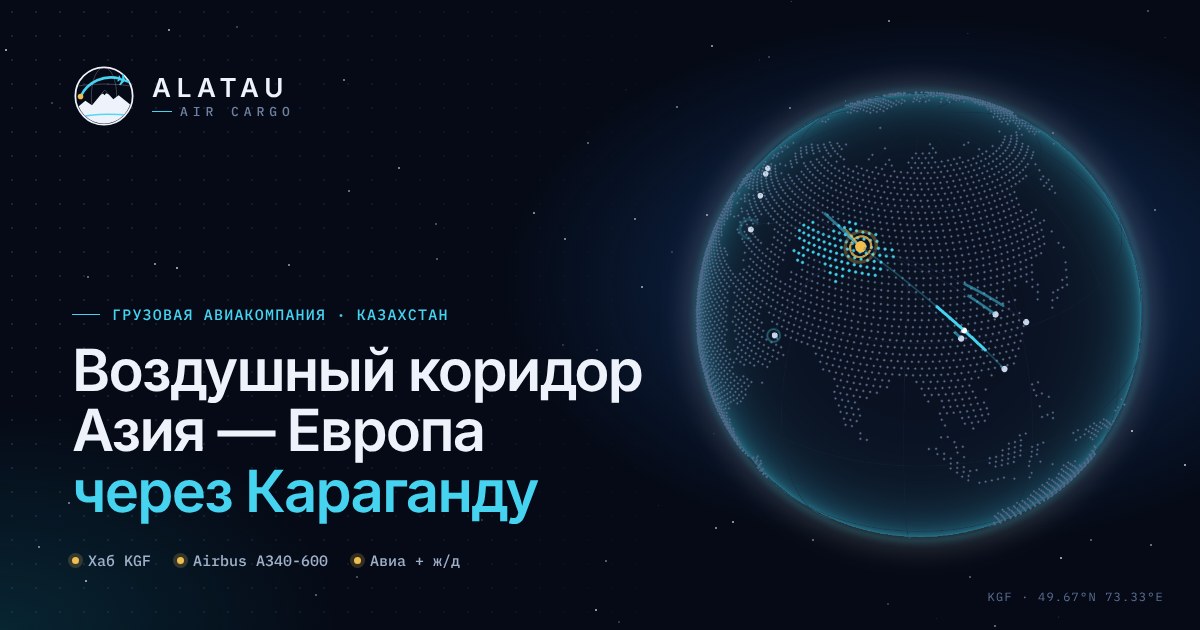 ALATAU
AIR CARGO
ГРУЗОВАЯ АВИАКОМПАНИЯ · КАЗАХСТАН
Воздушный коридор
Азия — Европа
через Караганду
Хаб KGF Airbus A340-600 Авиа + ж/д
KGF · 49.67°N 73.33°E